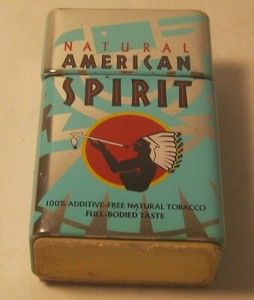 NATURAL
AMERICAN
SPIRIT
100% ADDITIVE-FREE NATURAL TOBACCO
FULL-BODIED TASTE